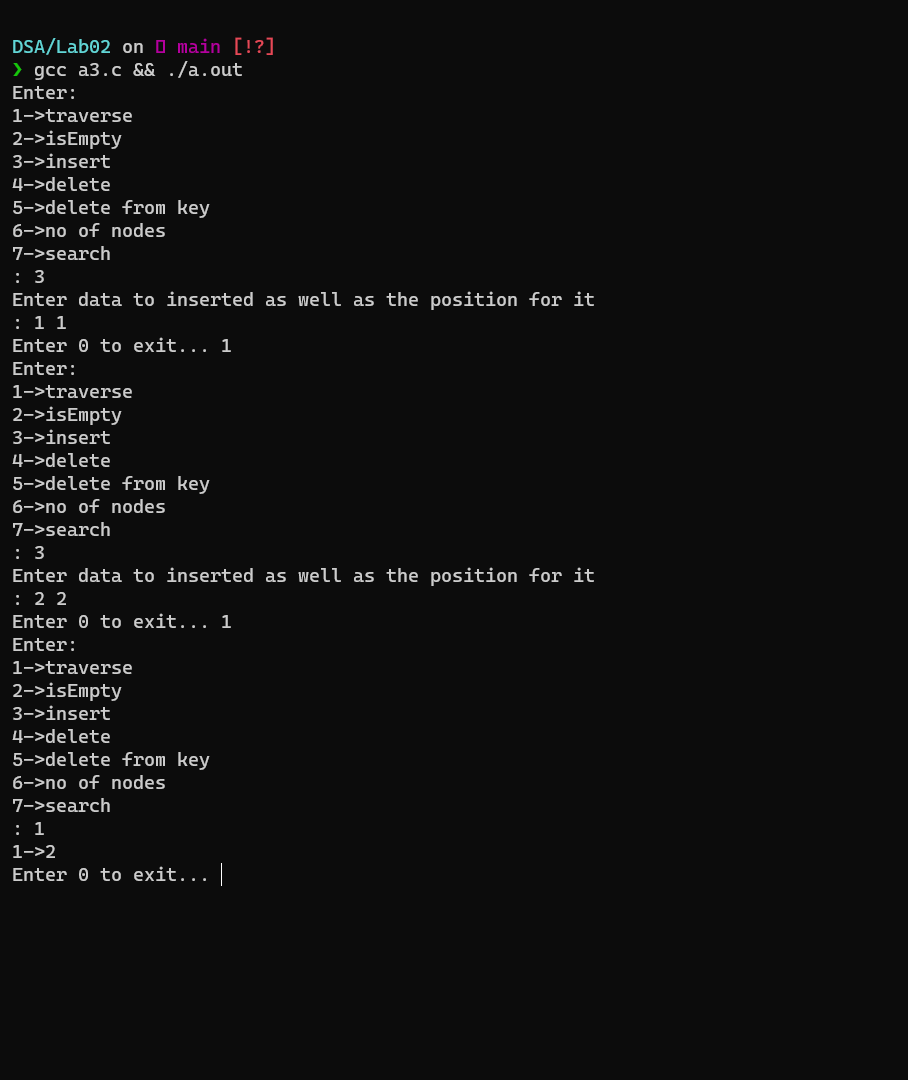 DSA/Lab02 on main [!?]
❯ gcc a3.c && ./a.out
Enter:
1->traverse
2->isEmpty
3->insert
4->delete
5->delete from key
6->no of nodes
7->search
: 3
Enter data to inserted as well as the position for it
: 1 1
Enter 0 to exit... 1
Enter:
1->traverse
2->isEmpty
3->insert
4->delete
5->delete from key
6->no of nodes
7->search
: 3
Enter data to inserted as well as the position for it
: 2 2
Enter 0 to exit... 1
Enter:
1->traverse
2->isEmpty
3->insert
4->delete
5->delete from key
6->no of nodes
7->search
: 1
1->2
Enter 0 to exit...